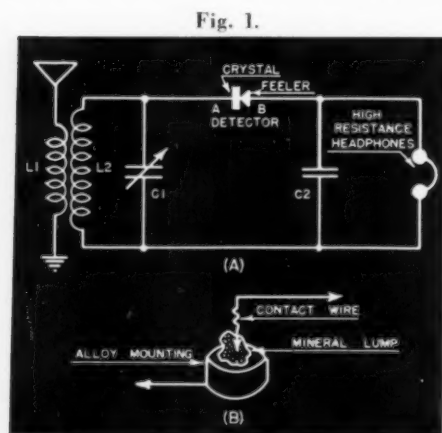 Fig. 1.
CRYSTAL
FEELER
A B
DETECTOR
HIGH
RESISTANCE
HEADPHONES
L1 L2 C1 C2
(A)
CONTACT WIRE
ALLOY MOUNTING MINERAL LUMP
(B)